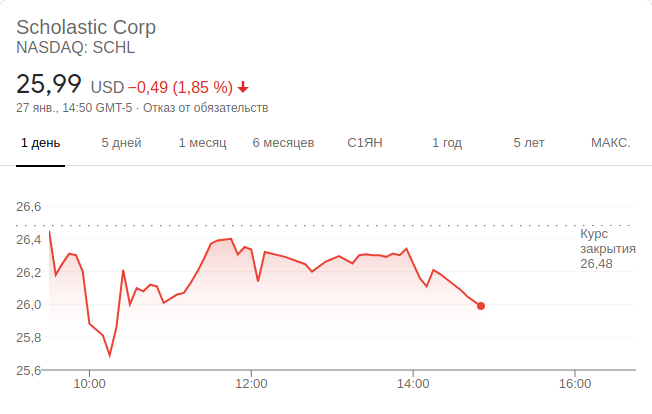 Scholastic Corp
NASDAQ: SCHL
25,99 USD −0,49 (1,85 %)
27 янв., 14:50 GMT-5 · Отказ от обязательств
1 день 5 дней 1 месяц 6 месяцев С1ЯН 1 год 5 лет МАКС.
26,6
26,4
26,2
26,0
25,8
25,6
Курс
закрытия
26,48
10:00 12:00 14:00 16:00